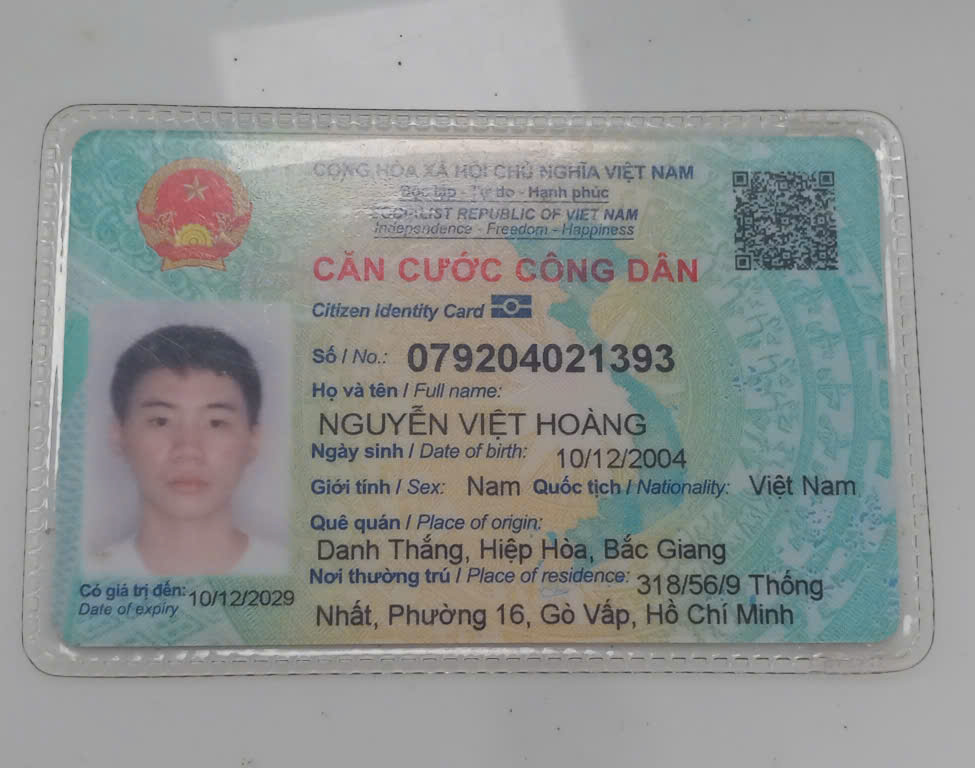 CỘNG HÒA XÃ HỘI CHỦ NGHĨA VIỆT NAM
Độc lập - Tự do - Hạnh phúc
SOCIALIST REPUBLIC OF VIET NAM
Independence - Freedom - Happiness
CĂN CƯỚC CÔNG DÂN
Citizen Identity Card
Số / No.: 079204021393
Họ và tên / Full name:
NGUYỄN VIỆT HOÀNG
Ngày sinh / Date of birth: 10/12/2004
Giới tính / Sex: Nam Quốc tịch / Nationality: Việt Nam
Quê quán / Place of origin:
Danh Thắng, Hiệp Hòa, Bắc Giang
Nơi thường trú / Place of residence: 318/56/9 Thống
Nhất, Phường 16, Gò Vấp, Hồ Chí Minh
Có giá trị đến: 10/12/2029
Date of expiry